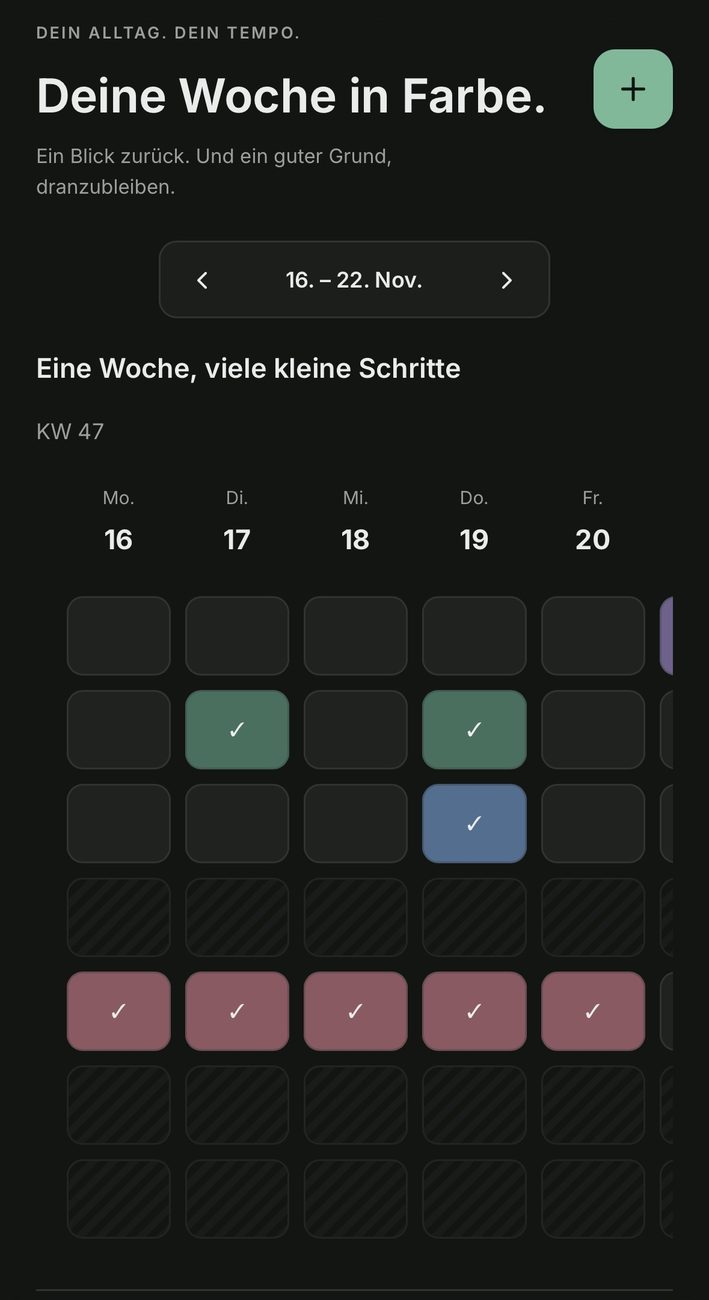 DEIN ALLTAG. DEIN TEMPO.
Deine Woche in Farbe.
+
Ein Blick zurück. Und ein guter Grund,
dranzubleiben.
16. – 22. Nov.
Eine Woche, viele kleine Schritte
KW 47
Mo. Di. Mi. Do. Fr.
16 17 18 19 20
✓ ✓
✓
✓ ✓ ✓ ✓ ✓